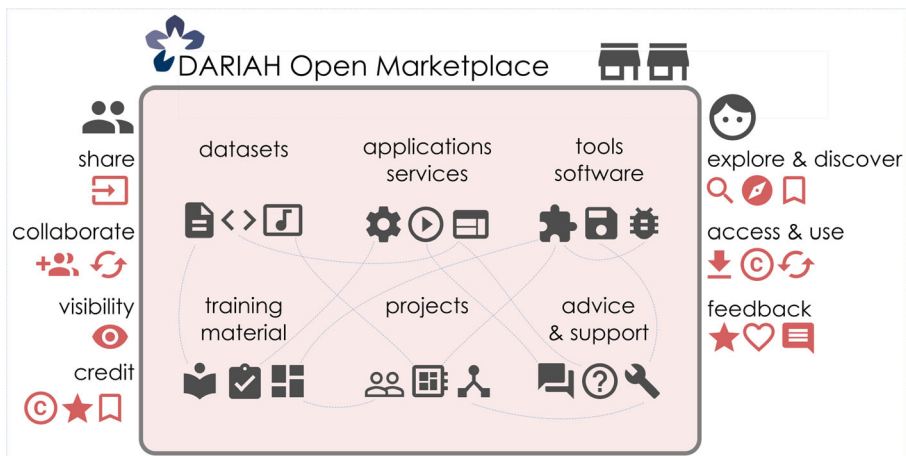 DARIAH Open Marketplace
share
collaborate
visibility
credit
datasets
applications
services
tools
software
training
material
projects
advice
& support
explore & discover
access & use
feedback